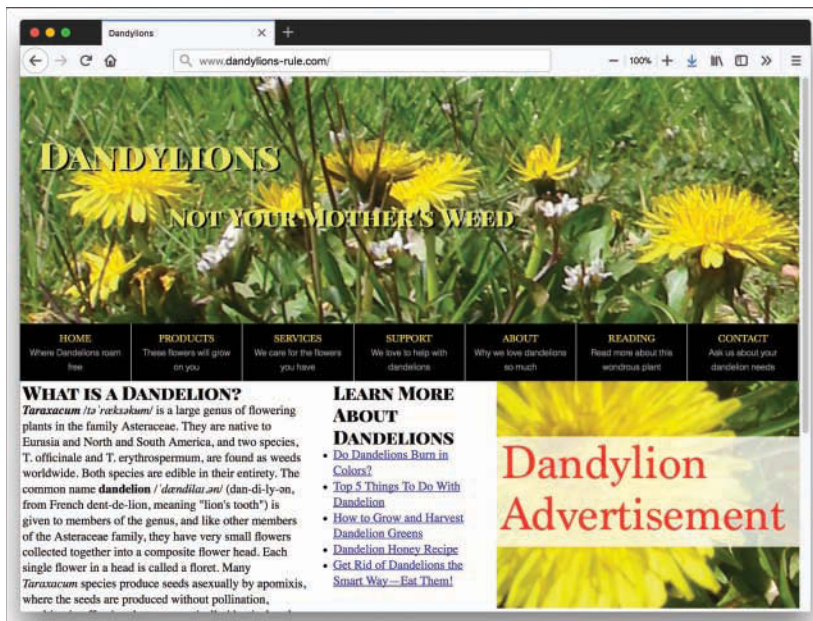 Dandylions
www.dandylions-rule.com/
100%
DANDYLIONS
NOT YOUR MOTHER'S WEED
HOME
Where Dandelions roam
free
PRODUCTS
These flowers will grow
on you
SERVICES
We care for the flowers
you have
SUPPORT
We love to help with
dandelions
ABOUT
Why we love dandelions
so much
READING
Read more about this
wondrous plant
CONTACT
Ask us about your
dandelion needs
WHAT IS A DANDELION?
Taraxacum /təˈræksəkʊm/ is a large genus of flowering
plants in the family Asteraceae. They are native to
Eurasia and North and South America, and two species,
T. officinale and T. erythrospermum, are found as weeds
worldwide. Both species are edible in their entirety. The
common name dandelion /ˈdændɪlaɪ.ən/ (dan-di-ly-ən,
from French dent-de-lion, meaning "lion's tooth") is
given to members of the genus, and like other members
of the Asteraceae family, they have very small flowers
collected together into a composite flower head. Each
single flower in a head is called a floret. Many
Taraxacum species produce seeds asexually by apomixis,
where the seeds are produced without pollination,
LEARN MORE
ABOUT
DANDELIONS
• Do Dandelions Burn in
Colors?
• Top 5 Things To Do With
Dandelion
• How to Grow and Harvest
Dandelion Greens
• Dandelion Honey Recipe
• Get Rid of Dandelions the
Smart Way—Eat Them!
Dandylion
Advertisement